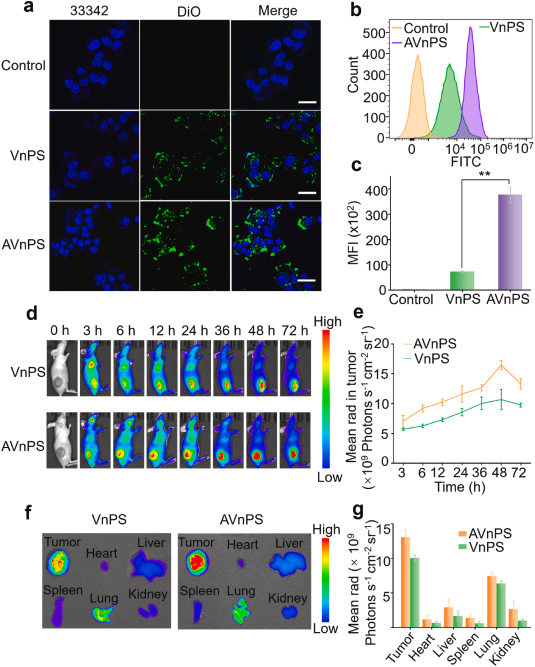 a
33342 DiO Merge
Control
VnPS
AVnPS
b
Control
AVnPS
VnPS
Count
500
400
300
200
100
0
0 10⁴ 10⁵ 10⁶ 10⁷
FITC
c
MFI (x10²)
400
300
200
100
0
**
Control VnPS AVnPS
d
0 h 3 h 6 h 12 h 24 h 36 h 48 h 72 h
VnPS
AVnPS
High
Low
e
Mean rad in tumor
(×10⁹ Photons s⁻¹ cm⁻² sr⁻¹)
20
15
10
5
0
AVnPS
VnPS
3 6 12 24 36 48 72
Time (h)
f
VnPS AVnPS
Tumor Heart Liver
Spleen Lung Kidney
Tumor Heart Liver
Spleen Lung Kidney
High
Low
g
Mean rad (× 10⁹
Photons s⁻¹ cm⁻² sr⁻¹)
15
10
5
0
AVnPS
VnPS
Tumor
Heart
Liver
Spleen
Lung
Kidney